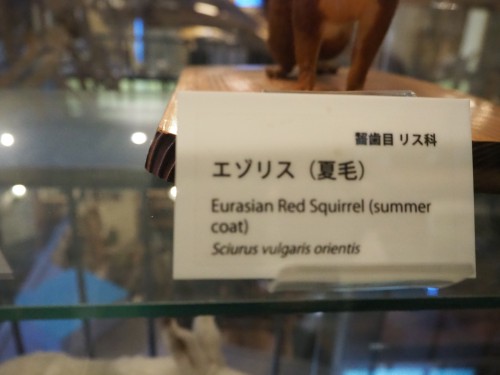 齧歯目 リス科
エゾリス（夏毛）
Eurasian Red Squirrel (summer
coat)
Sciurus vulgaris orientis